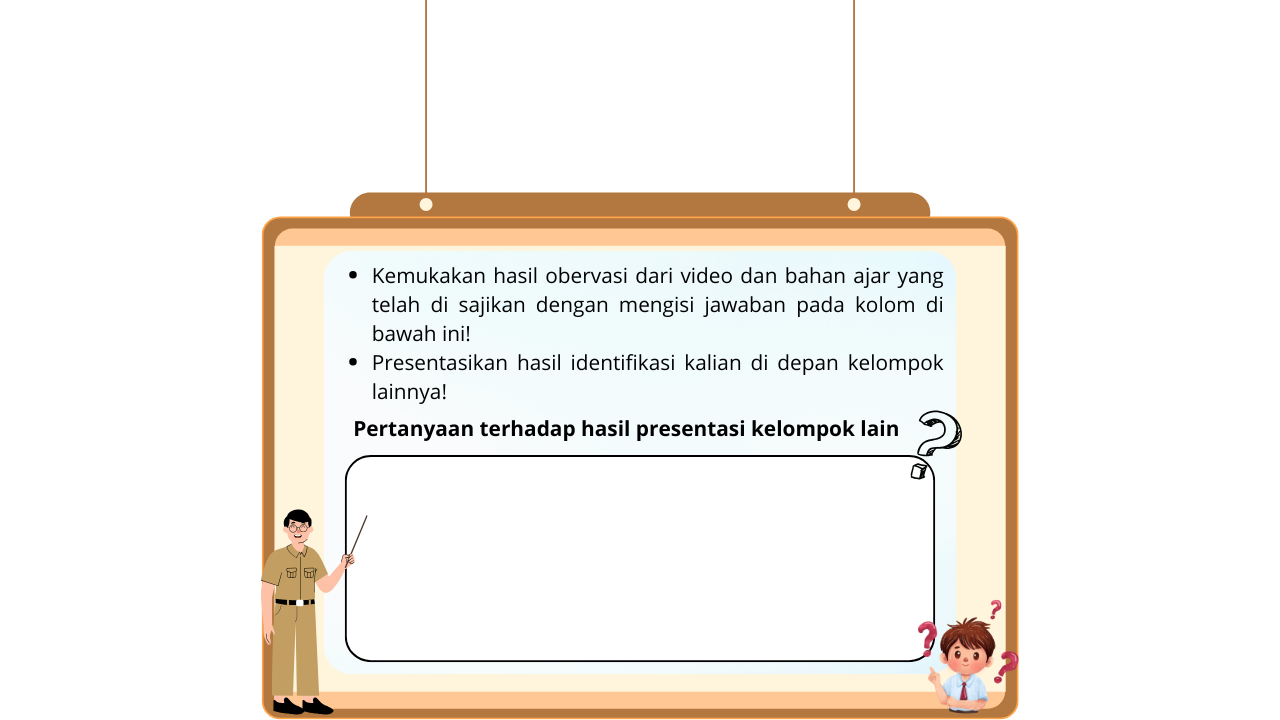 • Kemukakan hasil obervasi dari video dan bahan ajar yang
telah di sajikan dengan mengisi jawaban pada kolom di
bawah ini!
• Presentasikan hasil identifikasi kalian di depan kelompok
lainnya!
Pertanyaan terhadap hasil presentasi kelompok lain